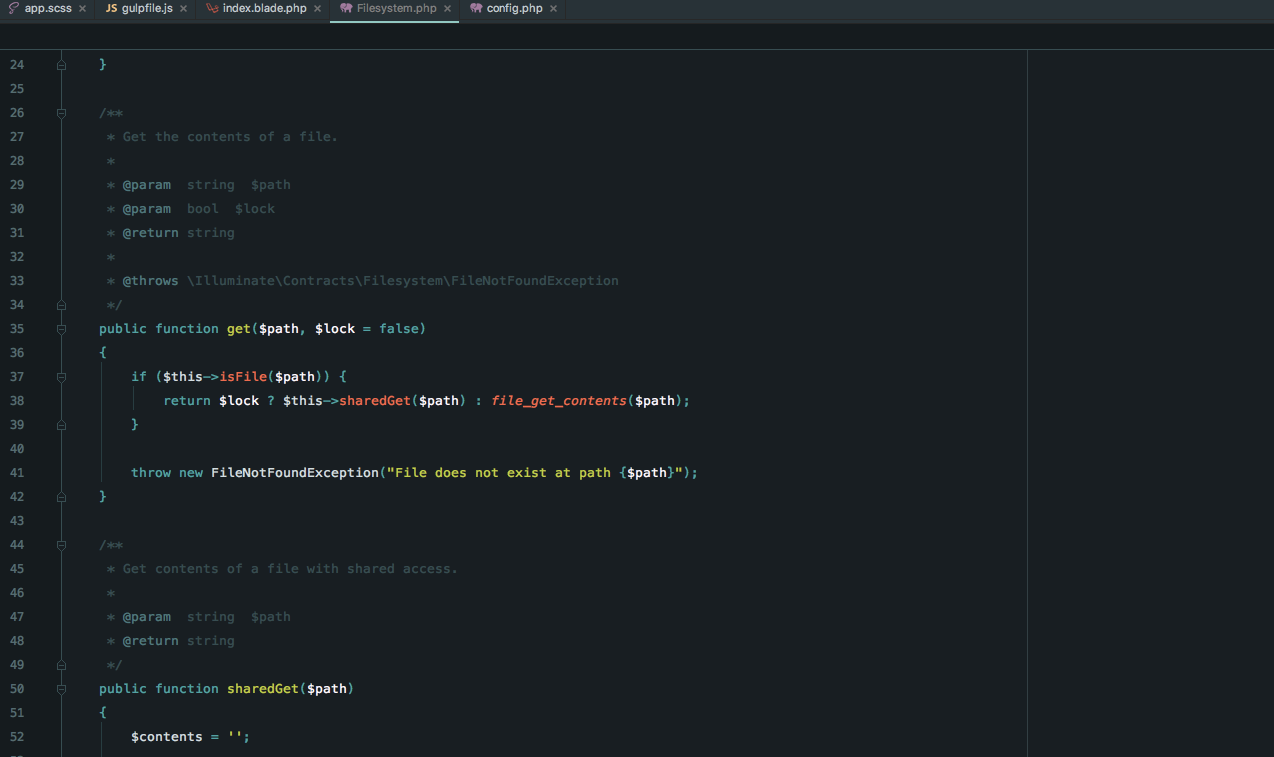 app.scss × JS gulpfile.js × index.blade.php × Filesystem.php × config.php ×
24 }
25
26 /**
27 * Get the contents of a file.
28 *
29 * @param  string  $path
30 * @param  bool  $lock
31 * @return string
32 *
33 * @throws \Illuminate\Contracts\Filesystem\FileNotFoundException
34 */
35 public function get($path, $lock = false)
36 {
37 if ($this->isFile($path)) {
38 return $lock ? $this->sharedGet($path) : file_get_contents($path);
39 }
40
41 throw new FileNotFoundException("File does not exist at path {$path}");
42 }
43
44 /**
45 * Get contents of a file with shared access.
46 *
47 * @param  string  $path
48 * @return string
49 */
50 public function sharedGet($path)
51 {
52 $contents = '';